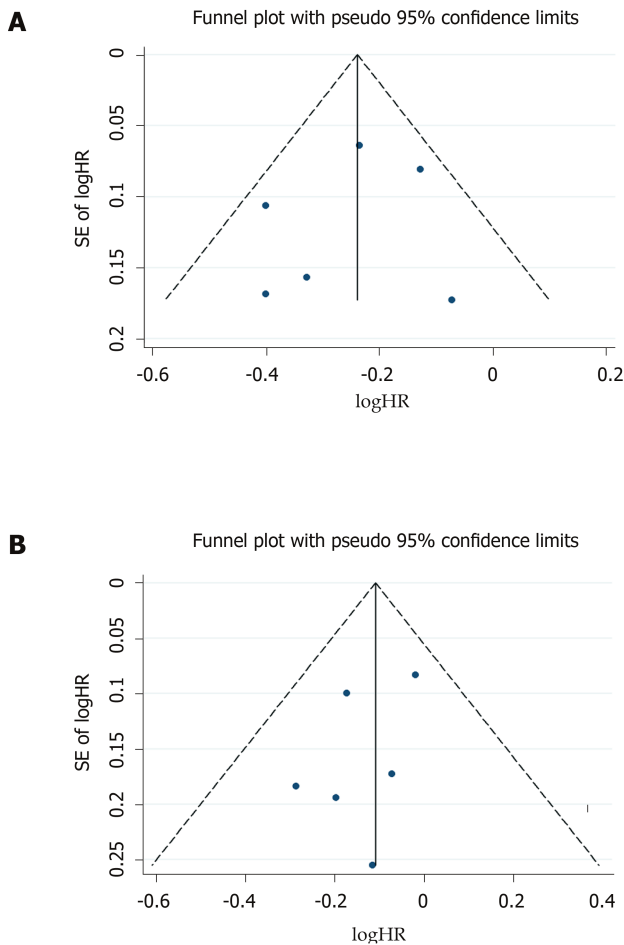 A
Funnel plot with pseudo 95% confidence limits
0
0.05
0.1
0.15
0.2
SE of logHR
-0.6 -0.4 -0.2 0 0.2
logHR
B
Funnel plot with pseudo 95% confidence limits
0
0.05
0.1
0.15
0.2
0.25
SE of logHR
-0.6 -0.4 -0.2 0 0.2 0.4
logHR